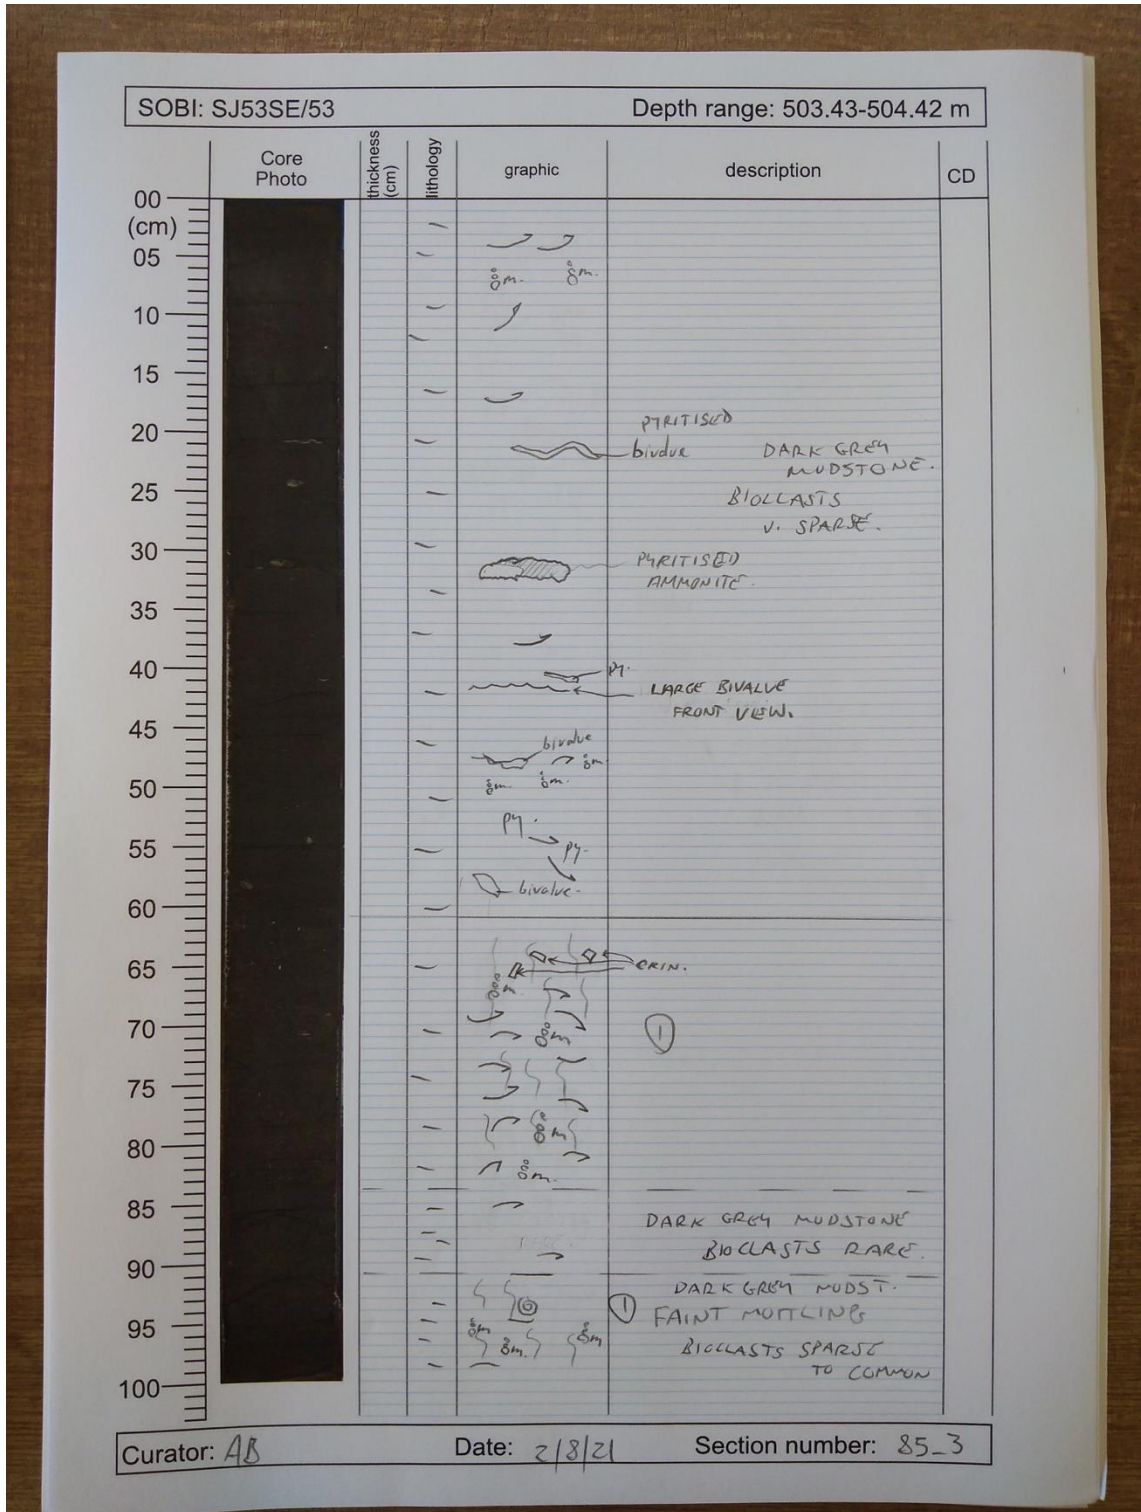 SOBI: SJ53SE/53
Depth range: 503.43-504.42 m
Core
Photo
thickness
(cm)
lithology
graphic
description
CD
00
(cm)
05
m. m.
10
15
PYRITISED
20
bivalve DARK GREY
MUDSTONE.
25
BIOLLASTS
V. SPARSE.
30
PYRITISED
AMMONITE.
35
40
py.
LARGE BIVALVE
FRONT VIEW.
45
bivalve
m
m. m.
50
py.
55
py.
bivalve.
60
65
CRIN.
70
m
1
75
80
m
m.
85
DARK GREY MUDSTONE
BIOCLASTS RARE.
90
DARK GREY MUDST.
1 FAINT MOTTLING
95
m m. m
BIOCLASTS SPARSE
TO COMMON
100
Curator: AB
Date: 2/8/21
Section number: 85_3